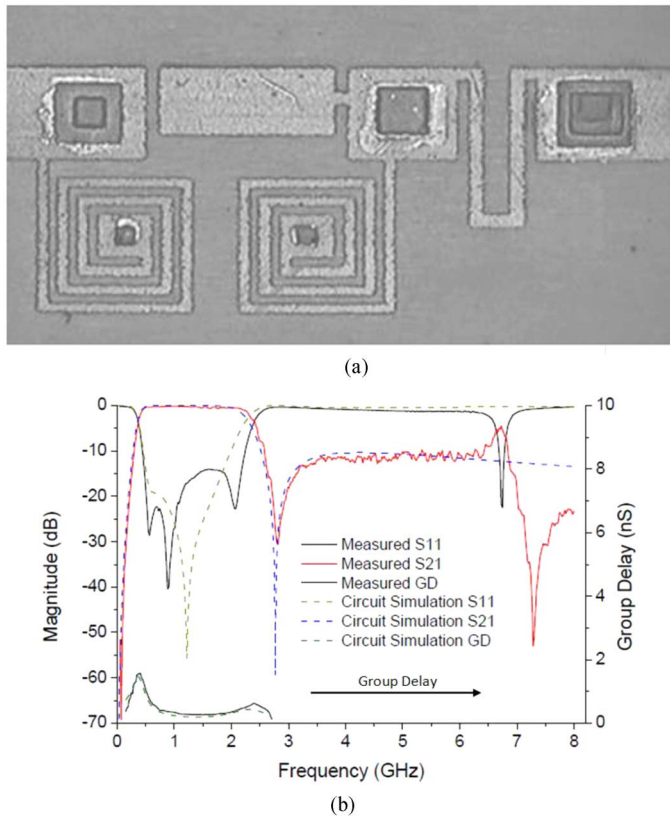 (a)
0
-10
-20
-30
-40
-50
-60
-70
Magnitude (dB)
10
8
6
4
2
0
Group Delay (nS)
Measured S11
Measured S21
Measured GD
Circuit Simulation S11
Circuit Simulation S21
Circuit Simulation GD
Group Delay
0 1 2 3 4 5 6 7 8
Frequency (GHz)
(b)